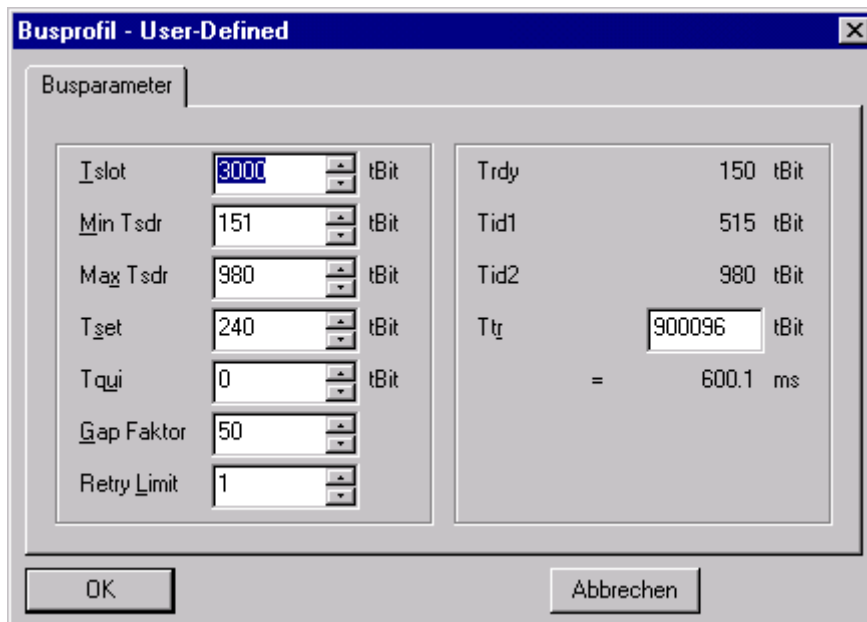 Busprofil - User-Defined
Busparameter
Tslot 3000 tBit
Min Tsdr 151 tBit
Max Tsdr 980 tBit
Tset 240 tBit
Tqui 0 tBit
Gap Faktor 50
Retry Limit 1
Trdy 150 tBit
Tid1 515 tBit
Tid2 980 tBit
Ttr 900096 tBit
= 600.1 ms
OK
Abbrechen